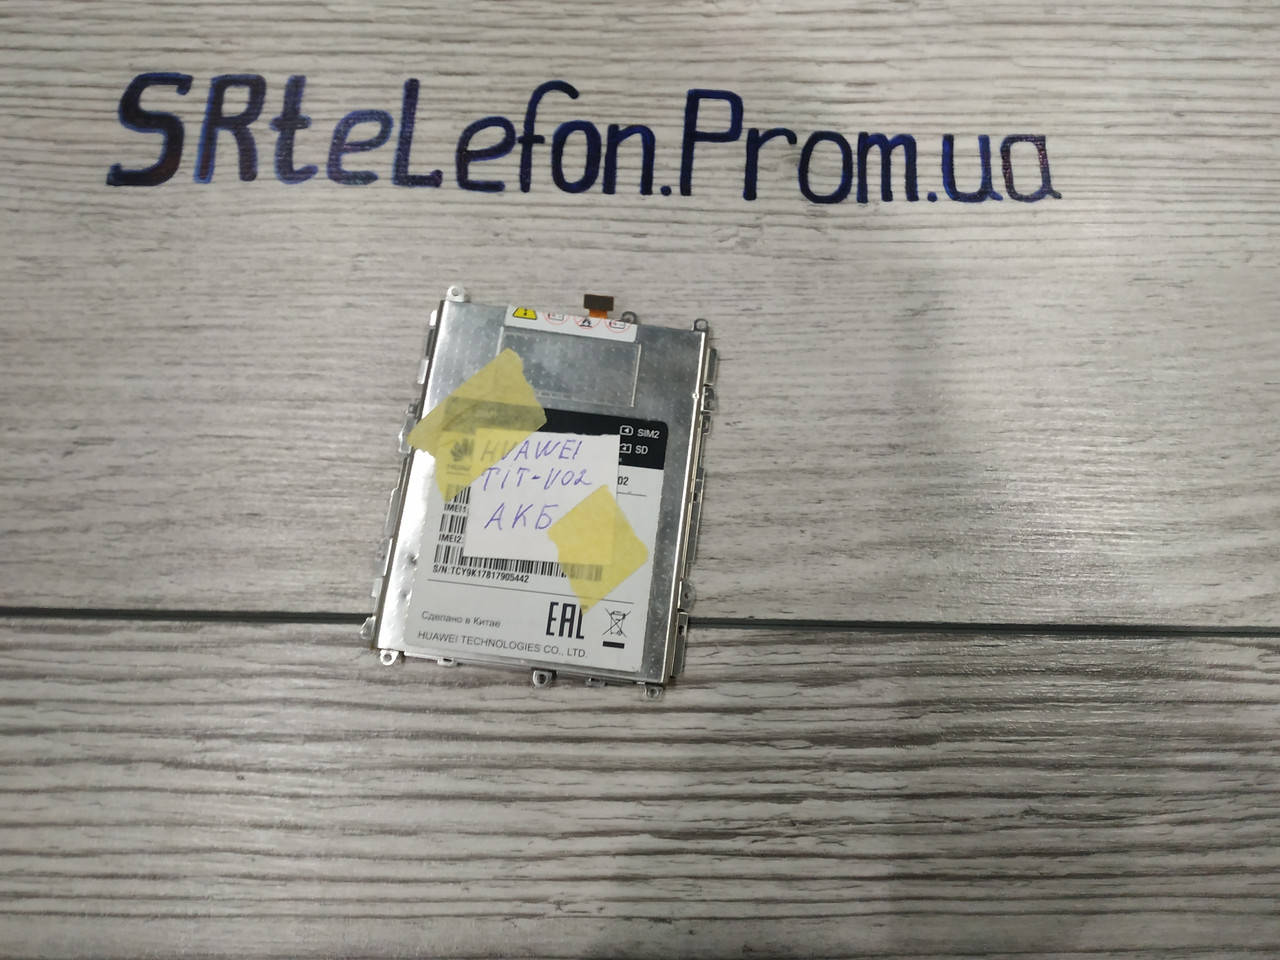 SRteLefon.Prom.ua
SIM2
SD
HUAWEI
TIT-U02
АКБ
02
IMEI1
IMEI2
S/N:TCY9K17817905442
Сделано в Китае
EAC
HUAWEI TECHNOLOGIES CO., LTD.